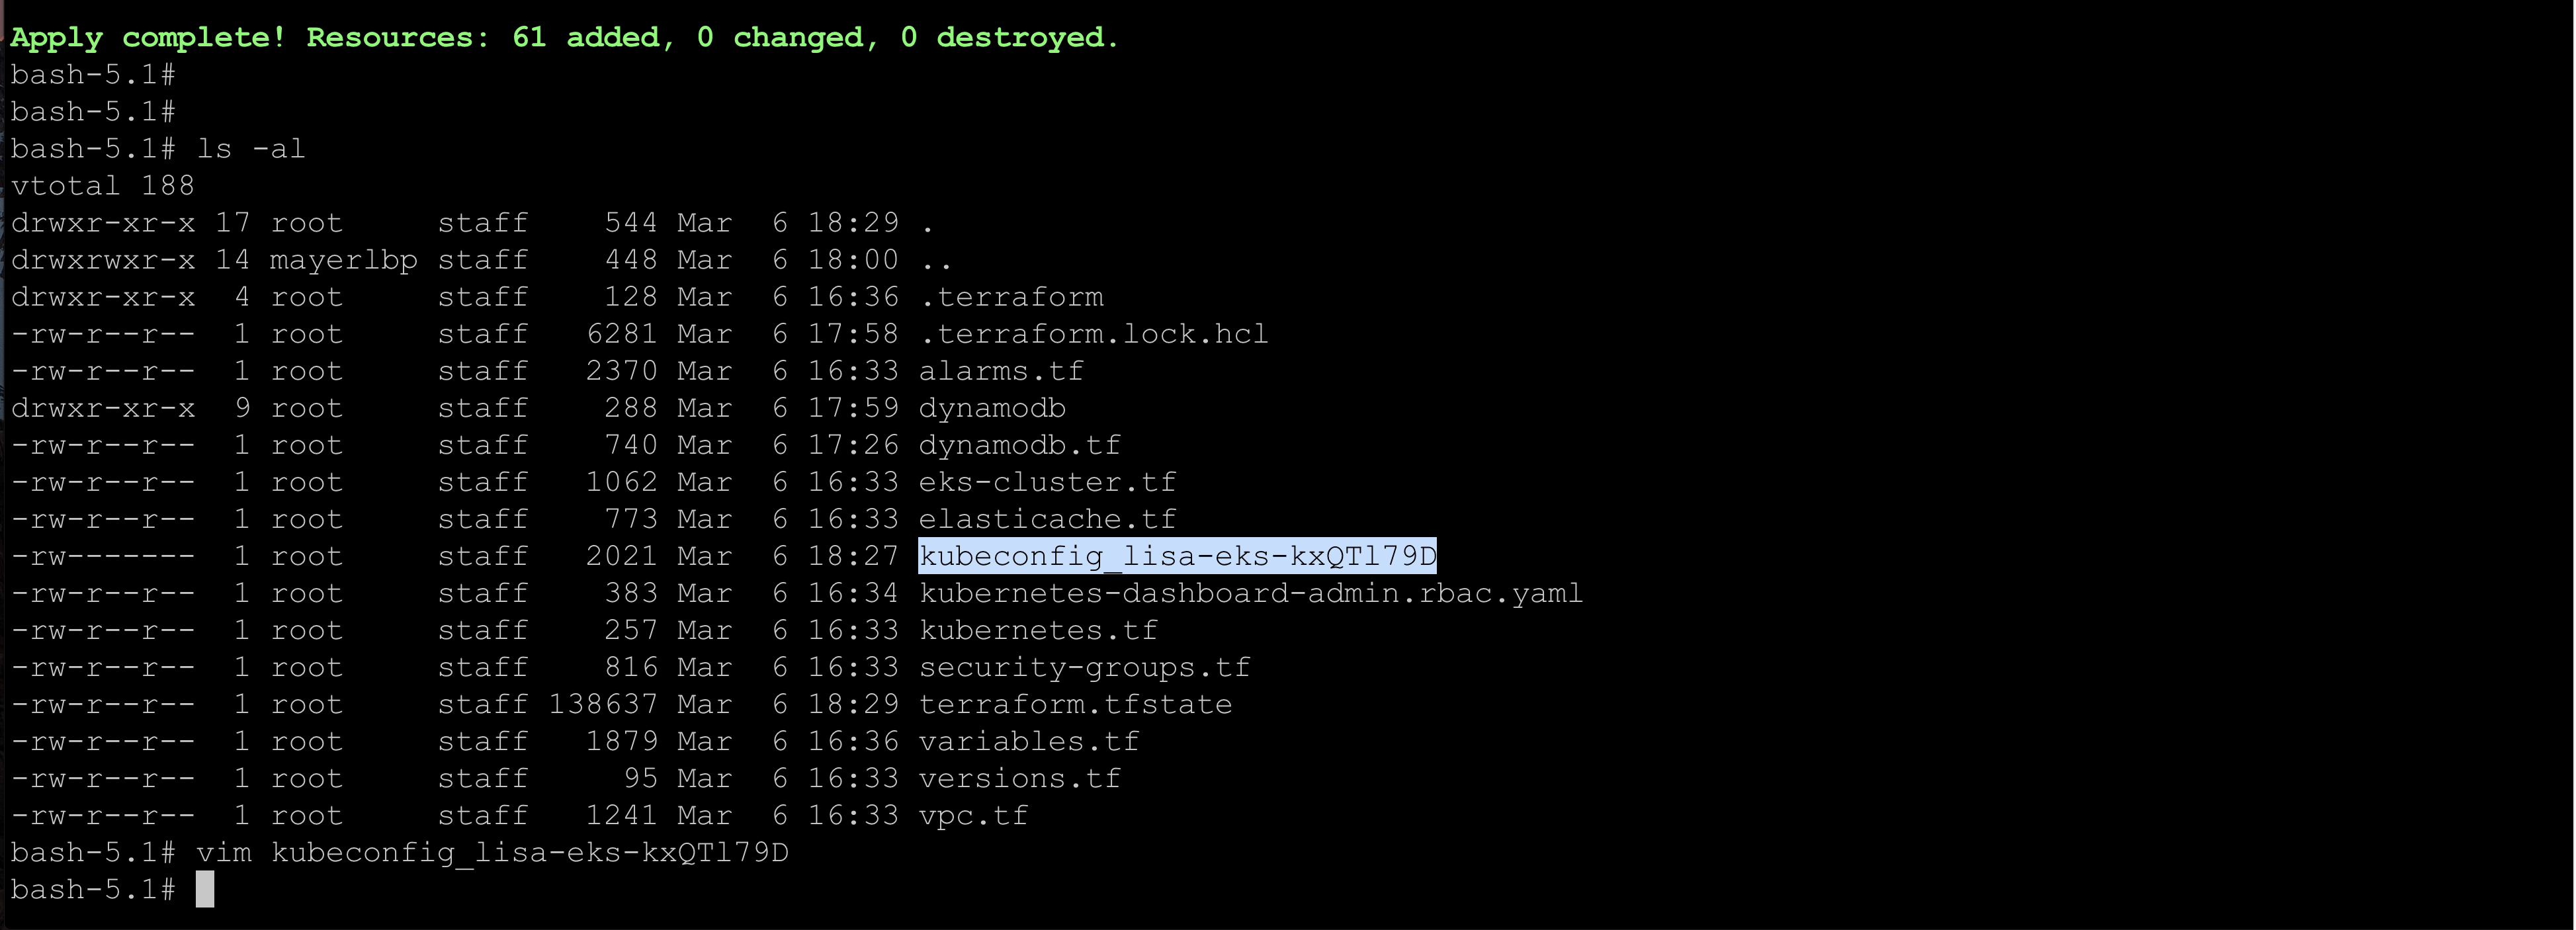 Apply complete! Resources: 61 added, 0 changed, 0 destroyed.
bash-5.1#
bash-5.1#
bash-5.1# ls -al
vtotal 188
drwxr-xr-x 17 root     staff    544 Mar  6 18:29 .
drwxrwxr-x 14 mayerlbp staff    448 Mar  6 18:00 ..
drwxr-xr-x  4 root     staff    128 Mar  6 16:36 .terraform
-rw-r--r--  1 root     staff   6281 Mar  6 17:58 .terraform.lock.hcl
-rw-r--r--  1 root     staff   2370 Mar  6 16:33 alarms.tf
drwxr-xr-x  9 root     staff    288 Mar  6 17:59 dynamodb
-rw-r--r--  1 root     staff    740 Mar  6 17:26 dynamodb.tf
-rw-r--r--  1 root     staff   1062 Mar  6 16:33 eks-cluster.tf
-rw-r--r--  1 root     staff    773 Mar  6 16:33 elasticache.tf
-rw-------  1 root     staff   2021 Mar  6 18:27 kubeconfig_lisa-eks-kxQTl79D
-rw-r--r--  1 root     staff    383 Mar  6 16:34 kubernetes-dashboard-admin.rbac.yaml
-rw-r--r--  1 root     staff    257 Mar  6 16:33 kubernetes.tf
-rw-r--r--  1 root     staff    816 Mar  6 16:33 security-groups.tf
-rw-r--r--  1 root     staff 138637 Mar  6 18:29 terraform.tfstate
-rw-r--r--  1 root     staff   1879 Mar  6 16:36 variables.tf
-rw-r--r--  1 root     staff     95 Mar  6 16:33 versions.tf
-rw-r--r--  1 root     staff   1241 Mar  6 16:33 vpc.tf
bash-5.1# vim kubeconfig_lisa-eks-kxQTl79D
bash-5.1#